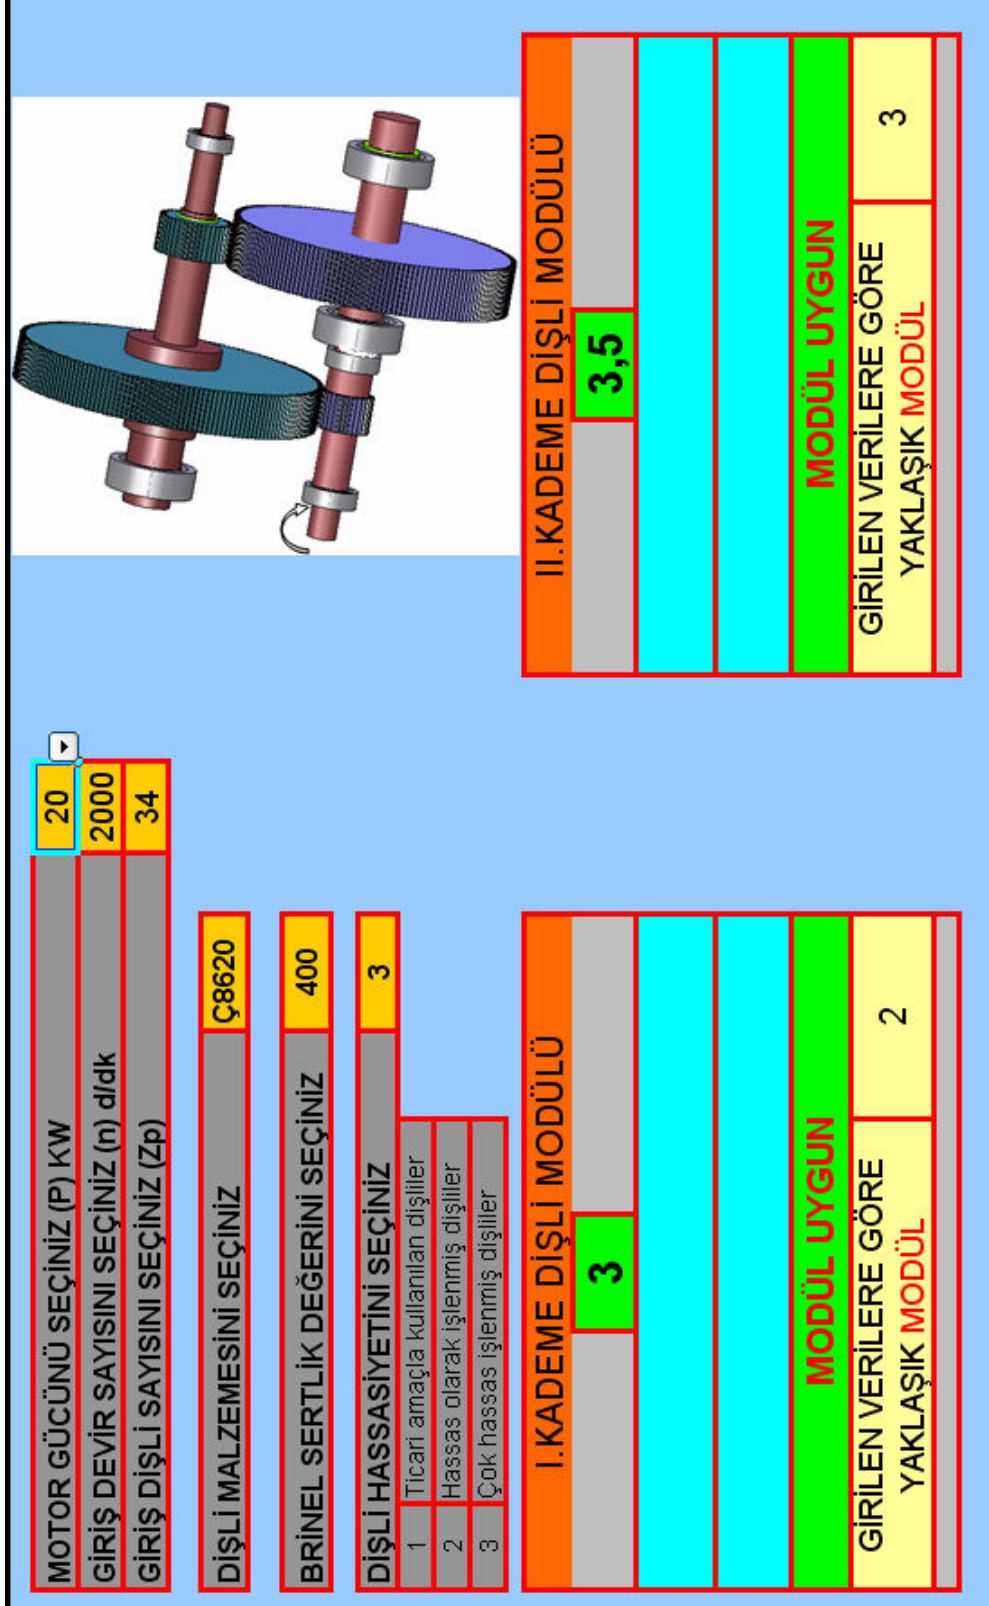 MOTOR GÜCÜNÜ SEÇİNİZ (P) KW 20
GİRİŞ DEVİR SAYISINI SEÇİNİZ (n) d/dk 2000
GİRİŞ DİŞLİ SAYISINI SEÇİNİZ (Zp) 34
DİŞLİ MALZEMESİNİ SEÇİNİZ Ç8620
BRİNEL SERTLİK DEĞERİNİ SEÇİNİZ 400
DİŞLİ HASSASİYETİNİ SEÇİNİZ 3
1 Ticari amaçla kullanılan dişliler
2 Hassas olarak işlenmiş dişliler
3 Çok hassas işlenmiş dişliler
I.KADEME DİŞLİ MODÜLÜ
3
MODÜL UYGUN
GİRİLEN VERİLERE GÖRE
YAKLAŞIK MODÜL
2
II.KADEME DİŞLİ MODÜLÜ
3,5
MODÜL UYGUN
GİRİLEN VERİLERE GÖRE
YAKLAŞIK MODÜL
3